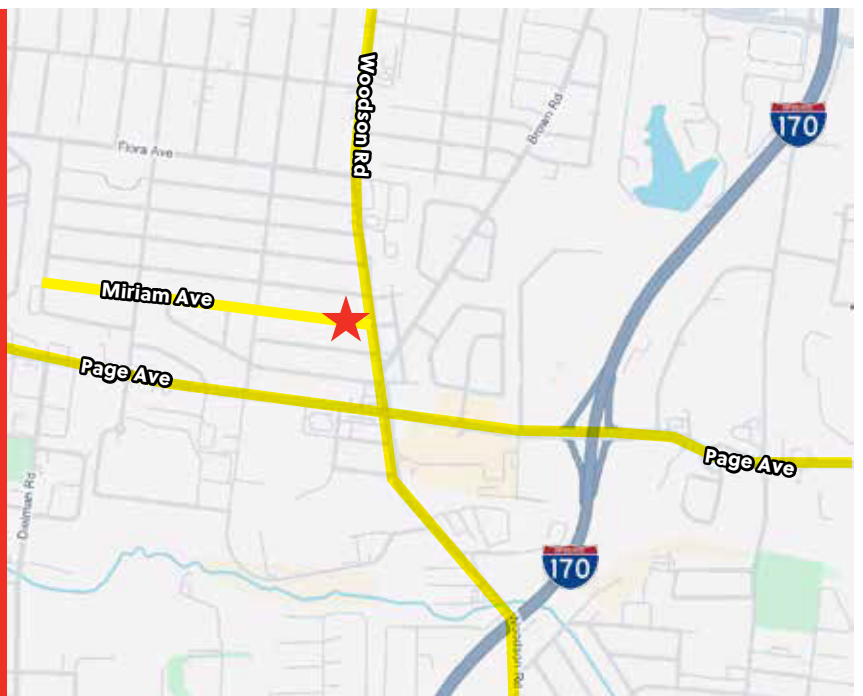 Woodson Rd
Brown Rd
170
Flora Ave
Miriam Ave
Page Ave
Page Ave
Dielman Rd
170
Woodson Rd